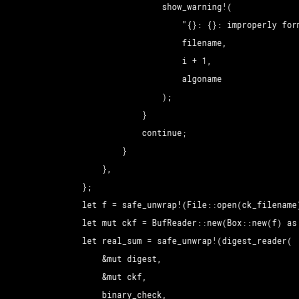 show_warning!(
"{}: {}: improperly for
filename,
i + 1,
algoname
);
}
continue;
}
},
};
let f = safe_unwrap!(File::open(ck_filename)
let mut ckf = BufReader::new(Box::new(f) as
let real_sum = safe_unwrap!(digest_reader(
&mut digest,
&mut ckf,
binary_check,